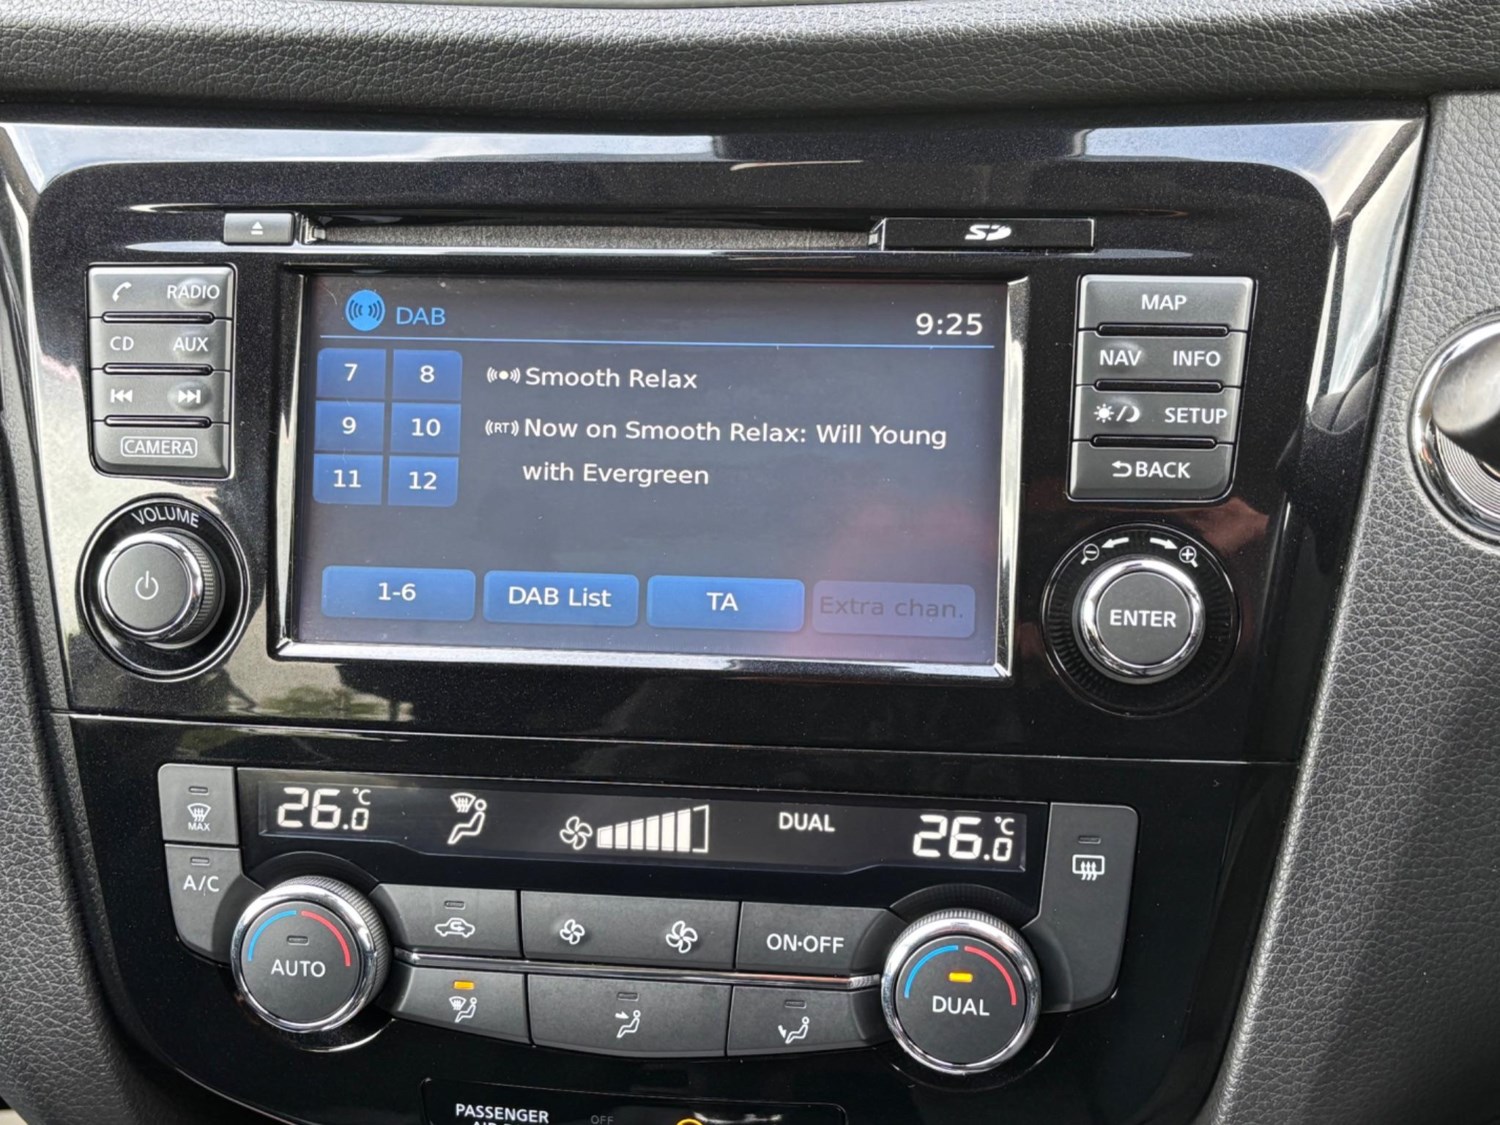 SD
RADIO
CD AUX
CAMERA
VOLUME
DAB
9:25
7 8
9 10
11 12
Smooth Relax
(RT) Now on Smooth Relax: Will Young
with Evergreen
1-6
DAB List
TA
Extra chan.
MAP
NAV INFO
SETUP
BACK
ENTER
26.0 °C
DUAL
26.0 °C
MAX
A/C
AUTO
ON·OFF
DUAL
PASSENGER
OFF